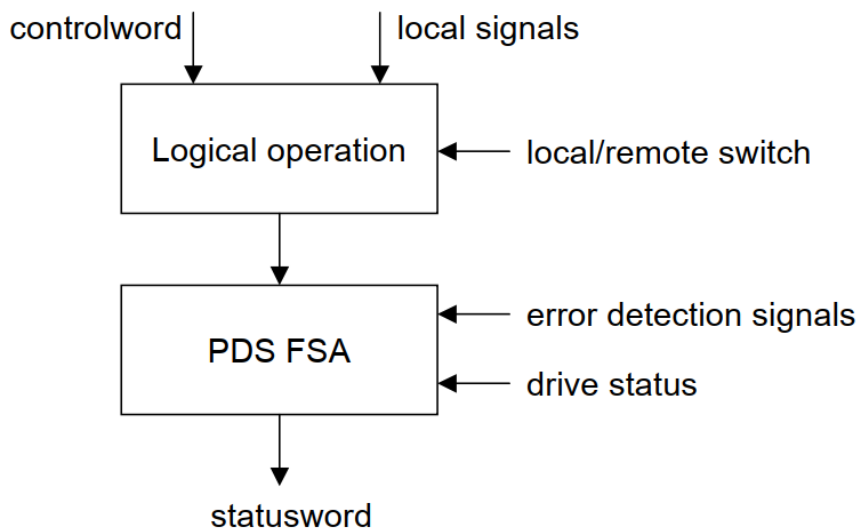 controlword
local signals
Logical operation
local/remote switch
error detection signals
PDS FSA
drive status
statusword